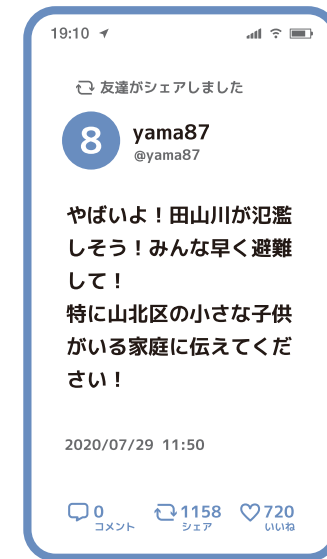 19:10
友達がシェアしました
8
yama87
@yama87
やばいよ！田山川が氾濫
しそう！みんな早く避難
して！
特に山北区の小さな子供
がいる家庭に伝えてくだ
さい！
2020/07/29 11:50
0 1158 720
コメント シェア いいね